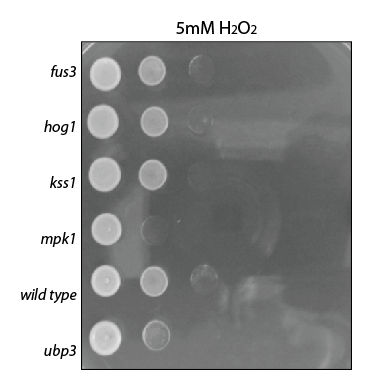 5mM H2O2
fus3
hog1
kss1
mpk1
wild type
ubp3